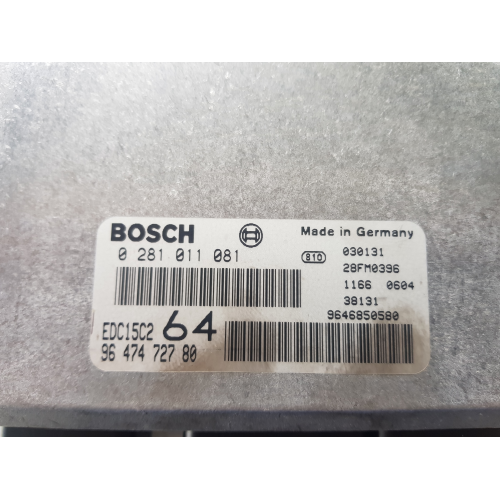 BOSCH
Made in Germany
0 281 011 081
810
030131
28FM0396
1166 0604
38131
9646850580
EDC15C2 64
96 474 727 80